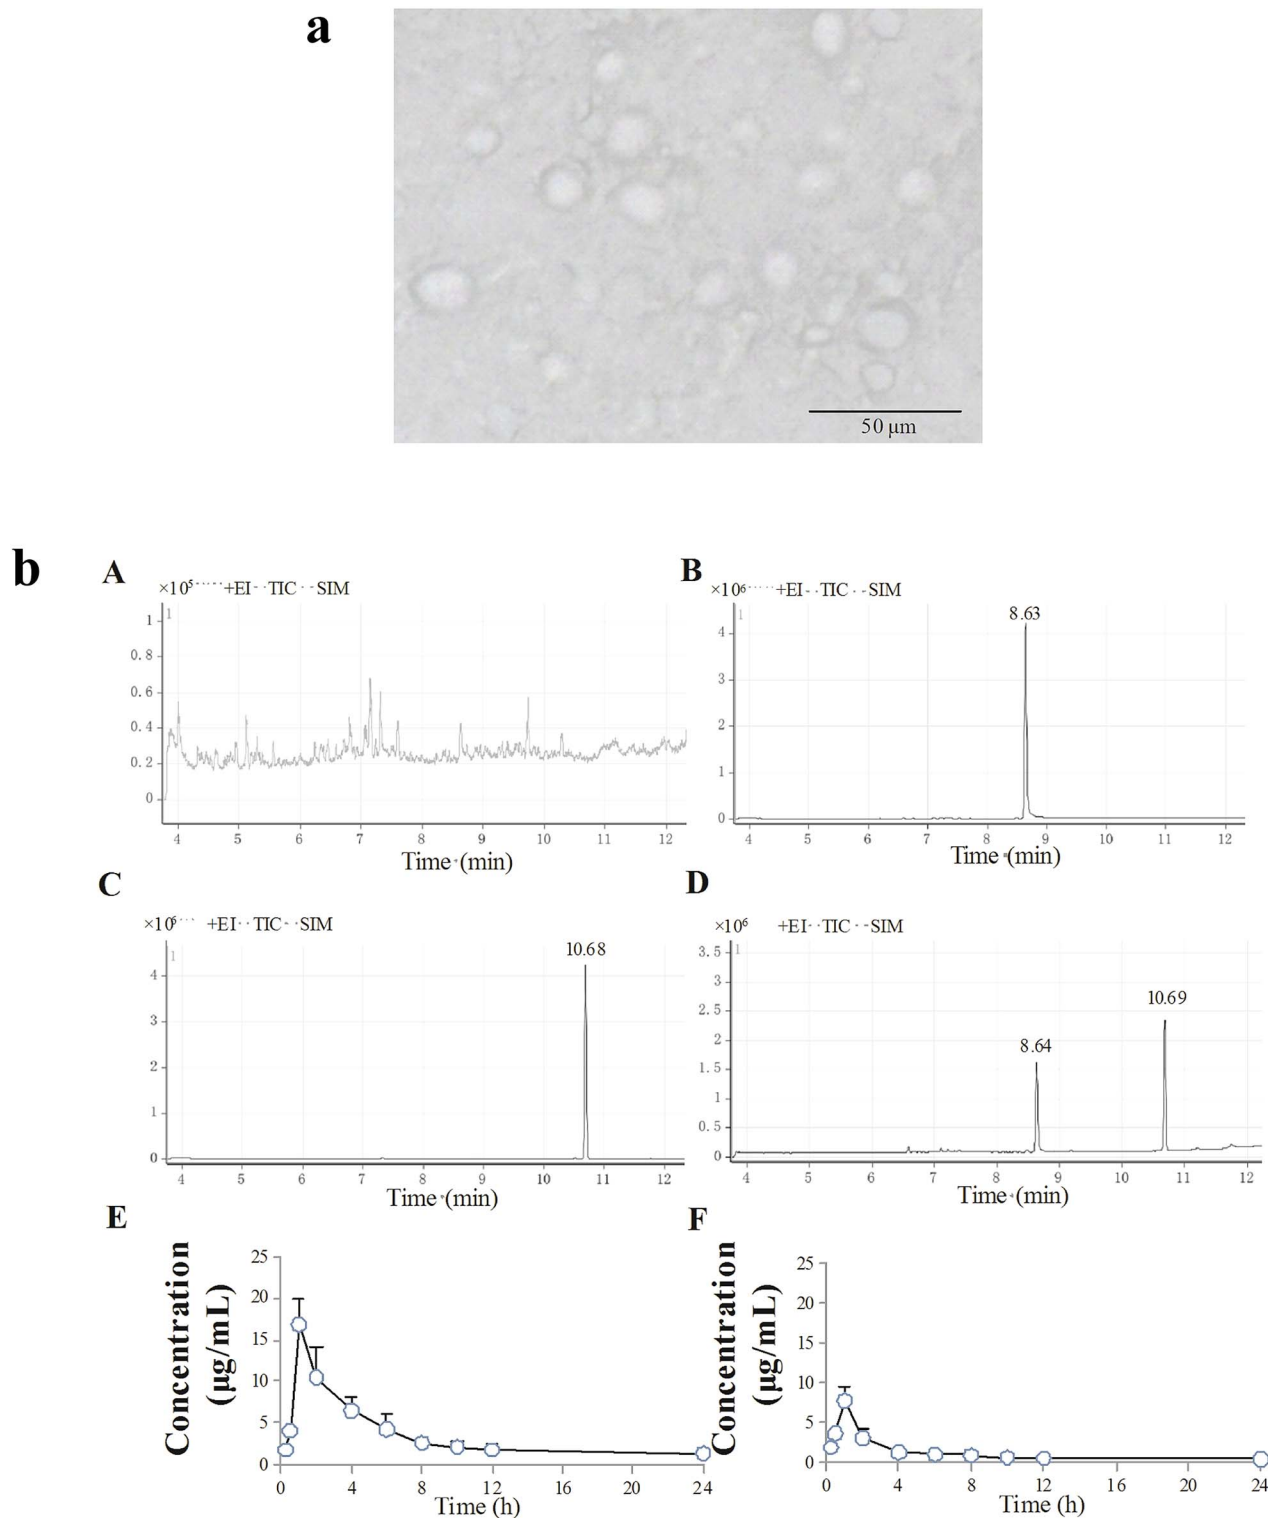 a
50 μm
b
A
×10⁵ +EI TIC SIM
1
1
0.8
0.6
0.4
0.2
0
4 5 6 7 8 9 10 11 12
Time (min)
B
×10⁶ +EI TIC SIM
1
8.63
4
3
2
1
0
4 5 6 7 8 9 10 11 12
Time (min)
C
×10⁶ +EI TIC SIM
1
10.68
4
3
2
1
0
4 5 6 7 8 9 10 11 12
Time (min)
D
×10⁶ +EI TIC SIM
1
3.5
3
2.5
2
1.5
1
0.5
0
8.64
10.69
4 5 6 7 8 9 10 11 12
Time (min)
E
Concentration
(μg/mL)
25
20
15
10
5
0
0 4 8 12 16 20 24
Time (h)
F
Concentration
(μg/mL)
25
20
15
10
5
0
0 4 8 12 16 20 24
Time (h)